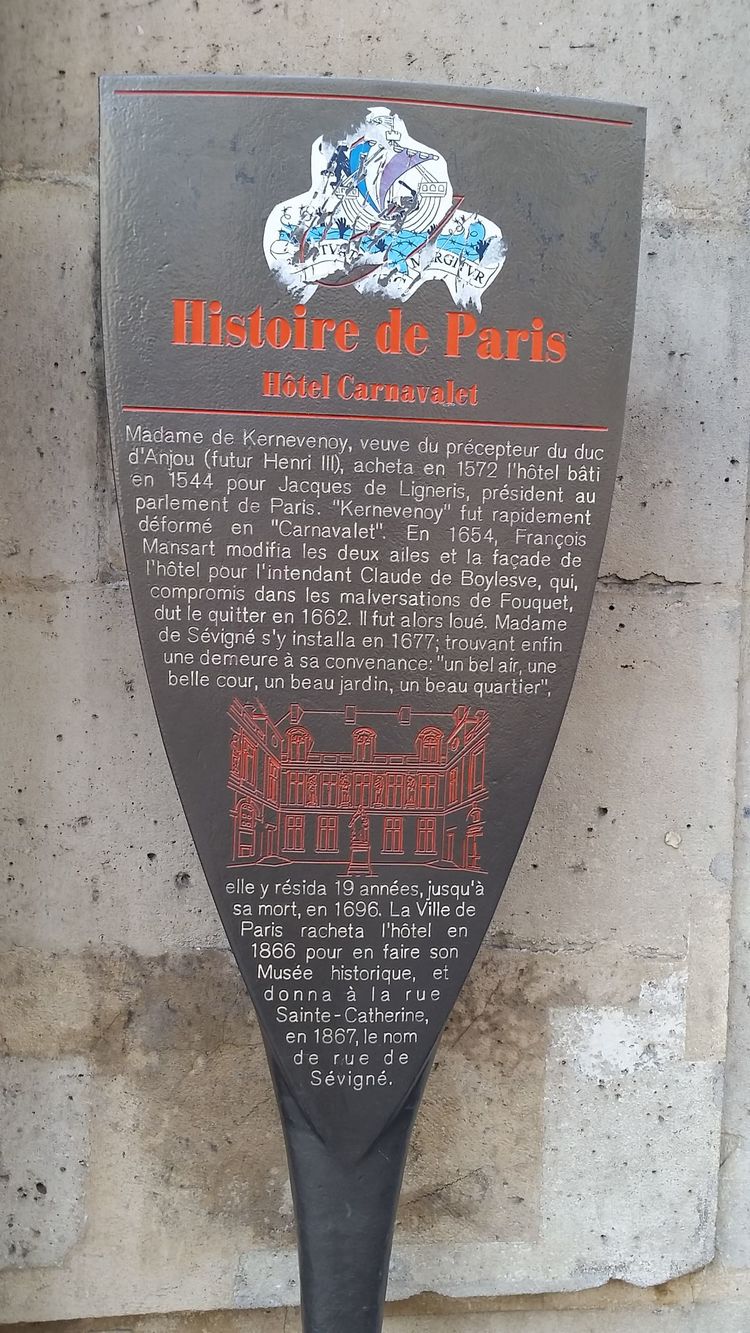 TVAT
MERGITVR
Histoire de Paris
Hôtel Carnavalet
Madame de Kernevenoy, veuve du précepteur du duc
d'Anjou (futur Henri III), acheta en 1572 l'hôtel bâti
en 1544 pour Jacques de Ligneris, président au
parlement de Paris. "Kernevenoy" fut rapidement
déformé en "Carnavalet". En 1654, François
Mansart modifia les deux ailes et la façade de
l'hôtel pour l'intendant Claude de Boylesve, qui,
compromis dans les malversations de Fouquet,
dut le quitter en 1662. Il fut alors loué. Madame
de Sévigné s'y installa en 1677; trouvant enfin
une demeure à sa convenance: "un bel air, une
belle cour, un beau jardin, un beau quartier",
elle y résida 19 années, jusqu'à
sa mort, en 1696. La Ville de
Paris racheta l'hôtel en
1866 pour en faire son
Musée historique, et
donna à la rue
Sainte-Catherine,
en 1867, le nom
de rue de
Sévigné.